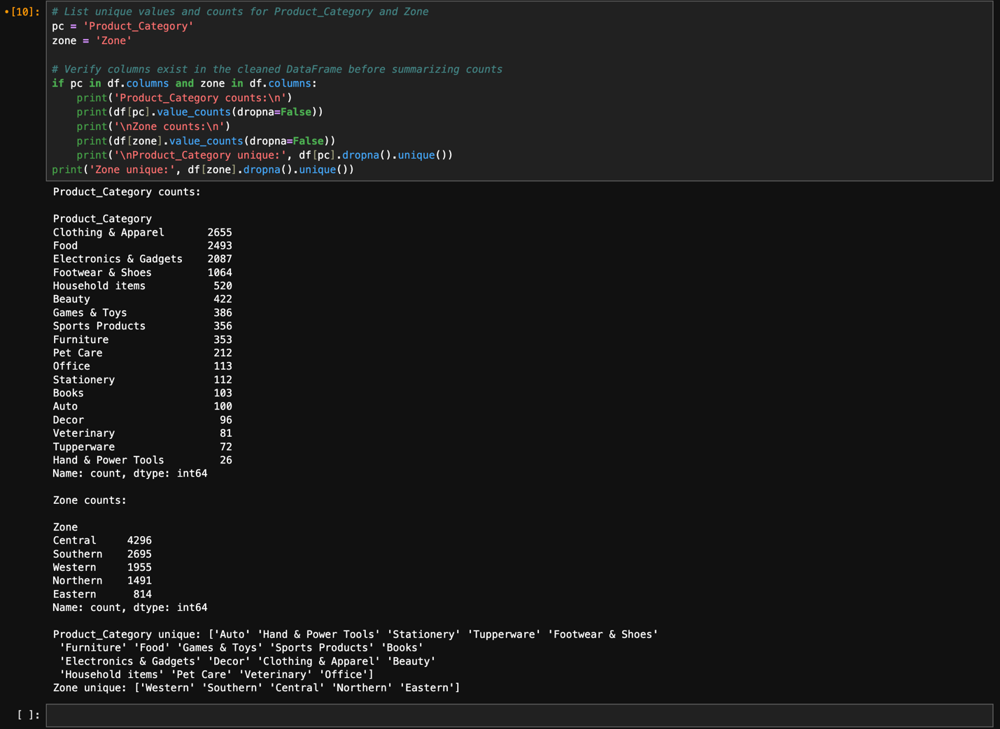 [10]:
# List unique values and counts for Product_Category and Zone
pc = 'Product_Category'
zone = 'Zone'

# Verify columns exist in the cleaned DataFrame before summarizing counts
if pc in df.columns and zone in df.columns:
    print('Product_Category counts:\n')
    print(df[pc].value_counts(dropna=False))
    print('\nZone counts:\n')
    print(df[zone].value_counts(dropna=False))
    print('\nProduct_Category unique:', df[pc].dropna().unique())
print('Zone unique:', df[zone].dropna().unique())
Product_Category counts:

Product_Category
Clothing & Apparel       2655
Food                     2493
Electronics & Gadgets    2087
Footwear & Shoes         1064
Household items           520
Beauty                    422
Games & Toys              386
Sports Products           356
Furniture                 353
Pet Care                  212
Office                    113
Stationery                112
Books                     103
Auto                      100
Decor                      96
Veterinary                 81
Tupperware                 72
Hand & Power Tools         26
Name: count, dtype: int64

Zone counts:

Zone
Central     4296
Southern    2695
Western     1955
Northern    1491
Eastern      814
Name: count, dtype: int64

Product_Category unique: ['Auto' 'Hand & Power Tools' 'Stationery' 'Tupperware' 'Footwear & Shoes'
 'Furniture' 'Food' 'Games & Toys' 'Sports Products' 'Books'
 'Electronics & Gadgets' 'Decor' 'Clothing & Apparel' 'Beauty'
 'Household items' 'Pet Care' 'Veterinary' 'Office']
Zone unique: ['Western' 'Southern' 'Central' 'Northern' 'Eastern']
[ ]: